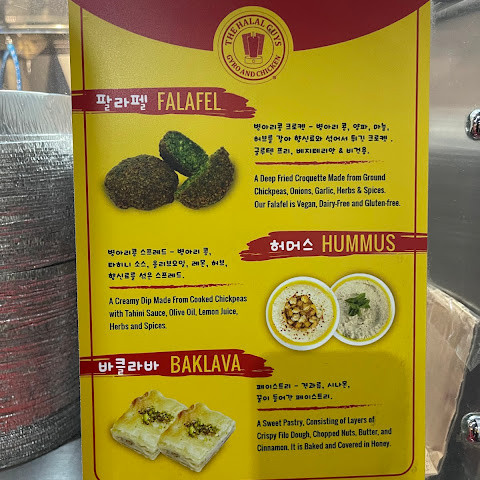 THE HALAL GUYS
GYRO AND CHICKEN
팔라펠 FALAFEL
병아리콩 크로켓 - 병아리 콩, 양파, 마늘,
허브를 갈아 향신료와 섞어서 튀긴 크로켓.
글루텐 프리, 베지테리안 & 비건용.
A Deep Fried Croquette Made from Ground
Chickpeas, Onions, Garlic, Herbs & Spices.
Our Falafel is Vegan, Dairy-Free and Gluten-free.
허머스 HUMMUS
병아리콩 스프레드 - 병아리 콩,
타히니 소스, 올리브오일, 레몬, 허브,
향신료를 섞은 스프레드.
A Creamy Dip Made From Cooked Chickpeas
with Tahini Sauce, Olive Oil, Lemon Juice,
Herbs and Spices.
바클라바 BAKLAVA
페이스트리 - 견과류, 시나몬,
꿀이 들어간 페이스트리.
A Sweet Pastry, Consisting of Layers of
Crispy Filo Dough, Chopped Nuts, Butter, and
Cinnamon. It is Baked and Covered in Honey.